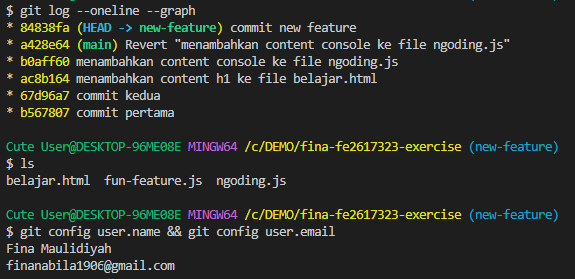 $ git log --oneline --graph
* 84838fa (HEAD -> new-feature) commit new feature
* a428e64 (main) Revert "menambahkan content console ke file ngoding.js"
* b0aff60 menambahkan content console ke file ngoding.js
* ac8b164 menambahkan content h1 ke file belajar.html
* 67d96a7 commit kedua
* b567807 commit pertama
Cute User@DESKTOP-96ME08E MINGW64 /c/DEMO/fina-fe2617323-exercise (new-feature)
$ ls
belajar.html  fun-feature.js  ngoding.js
Cute User@DESKTOP-96ME08E MINGW64 /c/DEMO/fina-fe2617323-exercise (new-feature)
$ git config user.name && git config user.email
Fina Maulidiyah
finanabila1906@gmail.com